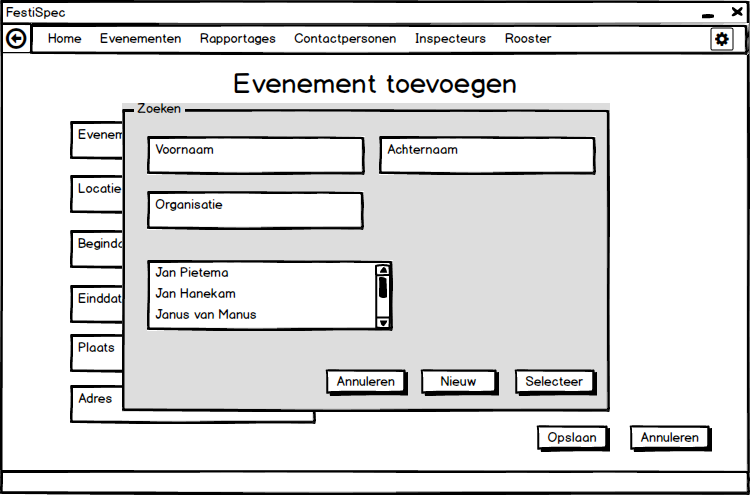 FestiSpec
Home Evenementen Rapportages Contactpersonen Inspecteurs Rooster
Evenement toevoegen
Zoeken
Evenem
Voornaam Achternaam
Locatie
Organisatie
Begindo
Jan Pietema
Jan Hanekam
Einddat
Janus van Manus
Plaats
Annuleren Nieuw Selecteer
Adres
Opslaan Annuleren